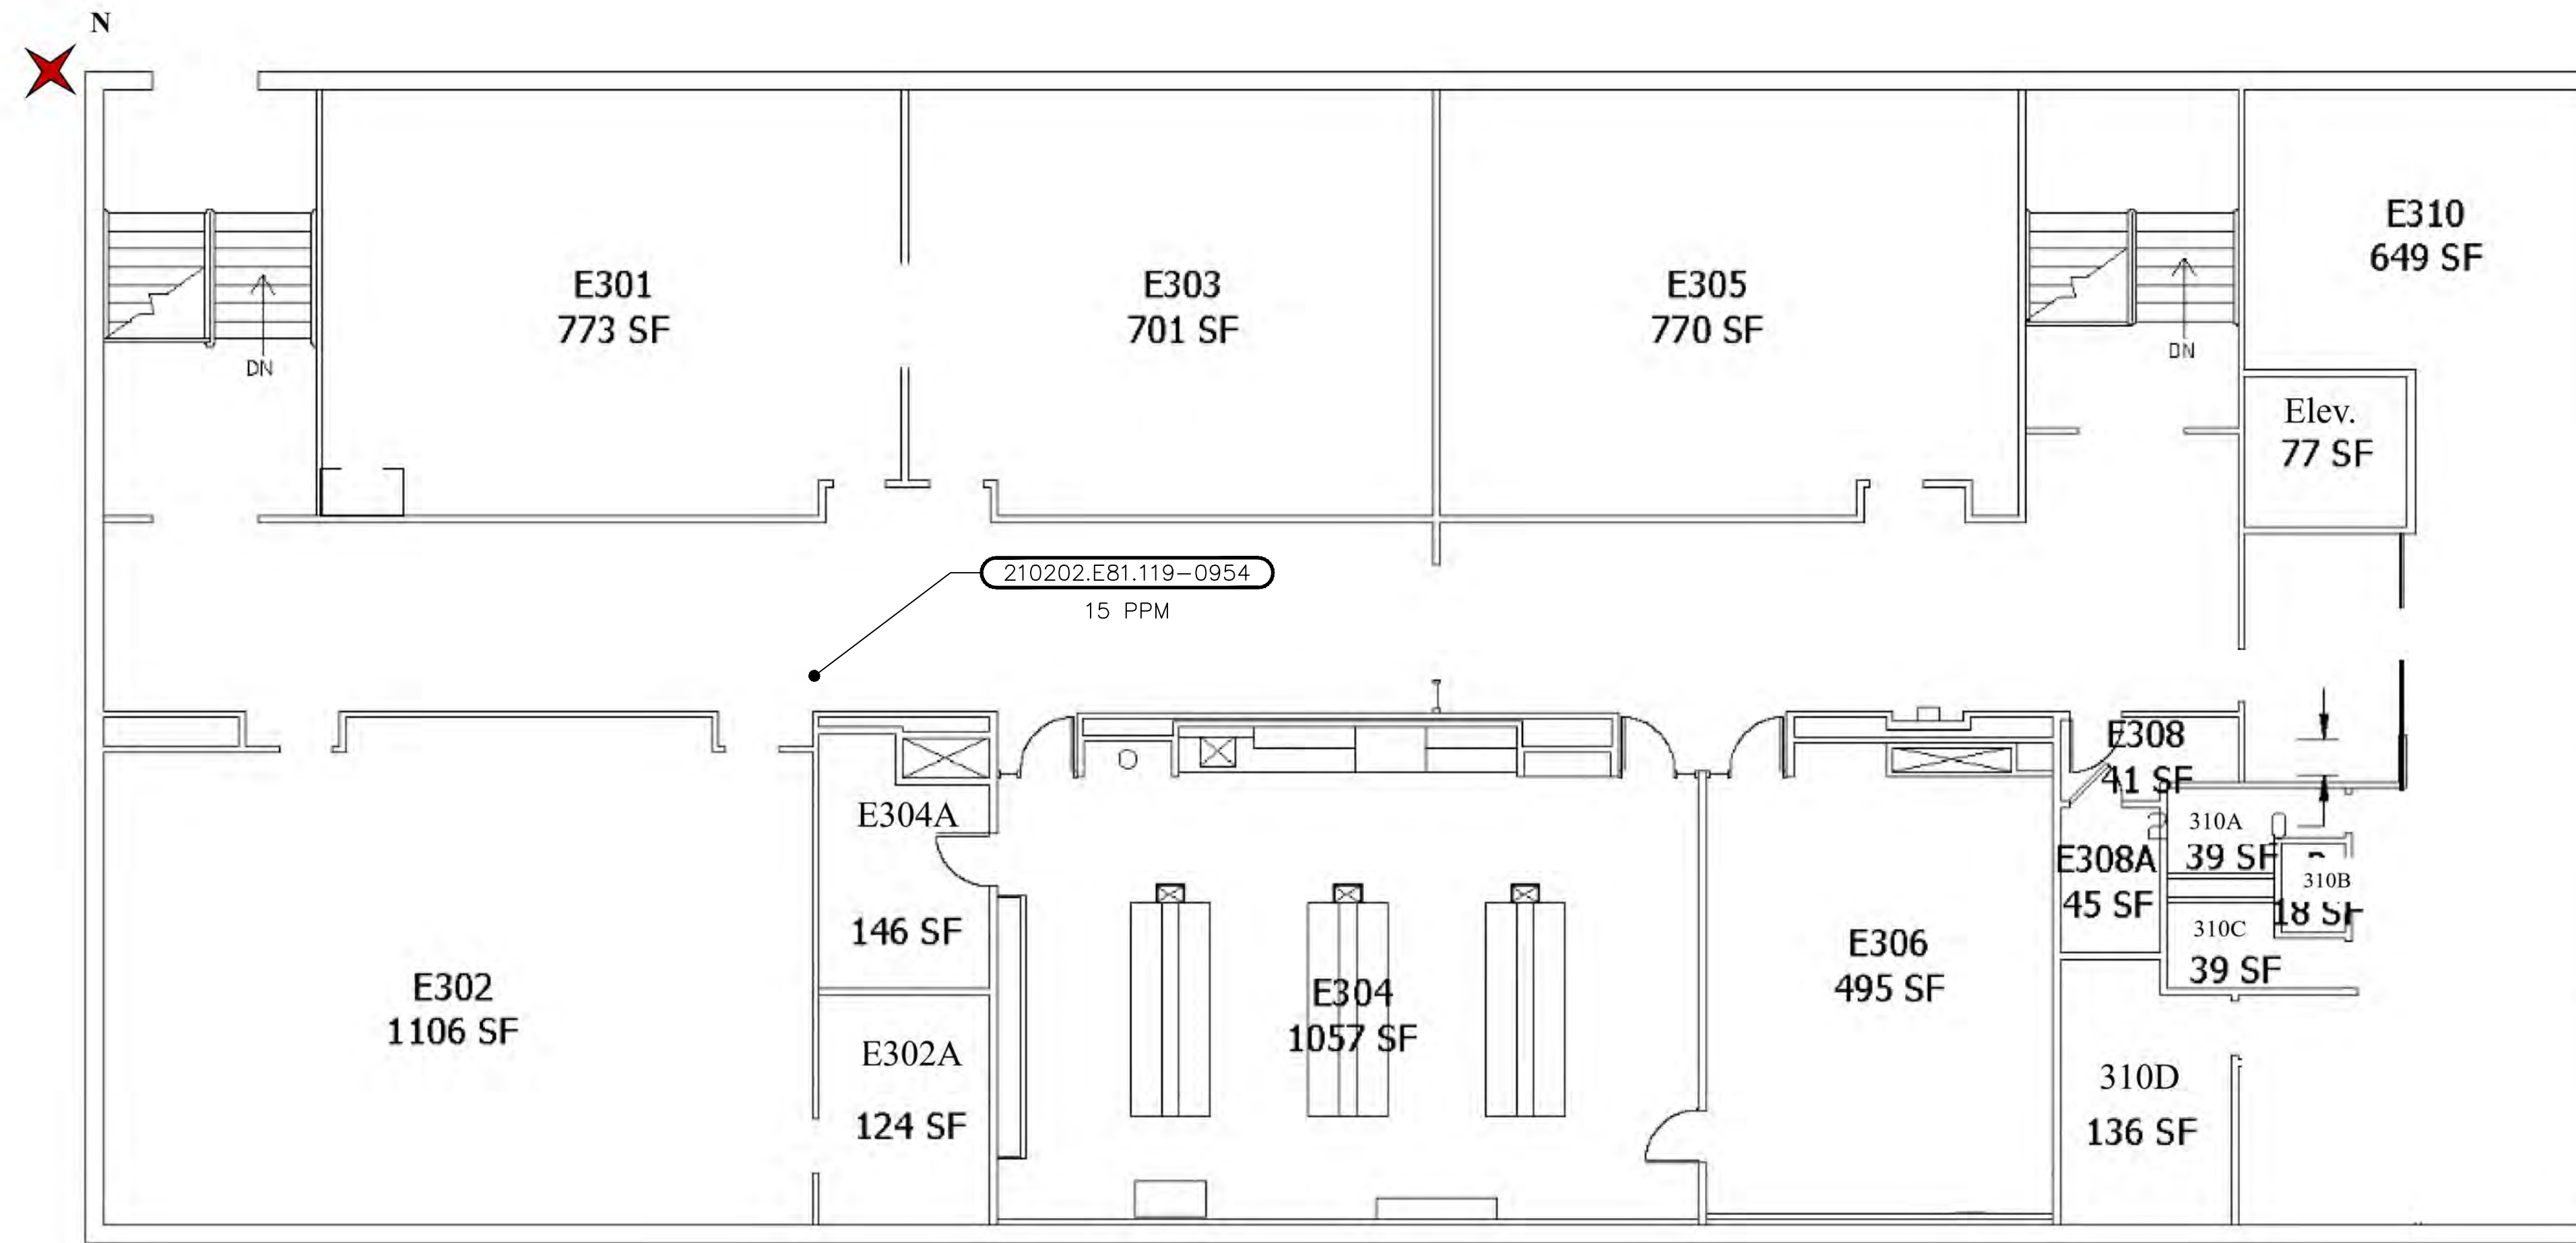 N
E301
773 SF
E303
701 SF
E305
770 SF
E310
649 SF
DN
DN
Elev.
77 SF
210202.E81.119-0954
15 PPM
E308
41 SF
E304A
146 SF
310A
39 SF
E308A
45 SF
310B
18 SF
310C
39 SF
E302
1106 SF
E304
1057 SF
E306
495 SF
E302A
124 SF
310D
136 SF